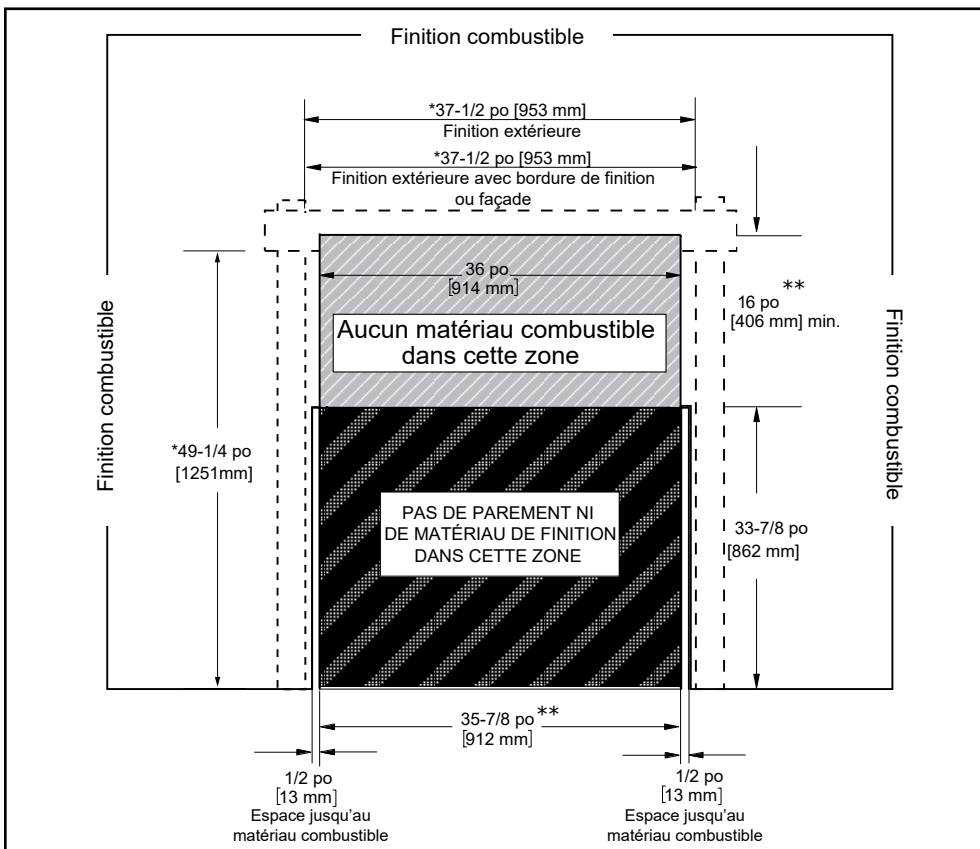 Finition combustible
*37-1/2 po [953 mm]
Finition extérieure
*37-1/2 po [953 mm]
Finition extérieure avec bordure de finition
ou façade
36 po
[914 mm]
**
16 po
[406 mm] min.
Aucun matériau combustible
dans cette zone
Finition combustible
Finition combustible
*49-1/4 po
[1251mm]
PAS DE PAREMENT NI
DE MATÉRIAU DE FINITION
DANS CETTE ZONE
33-7/8 po
[862 mm]
35-7/8 po**
[912 mm]
1/2 po
[13 mm]
Espace jusqu'au
matériau combustible
1/2 po
[13 mm]
Espace jusqu'au
matériau combustible